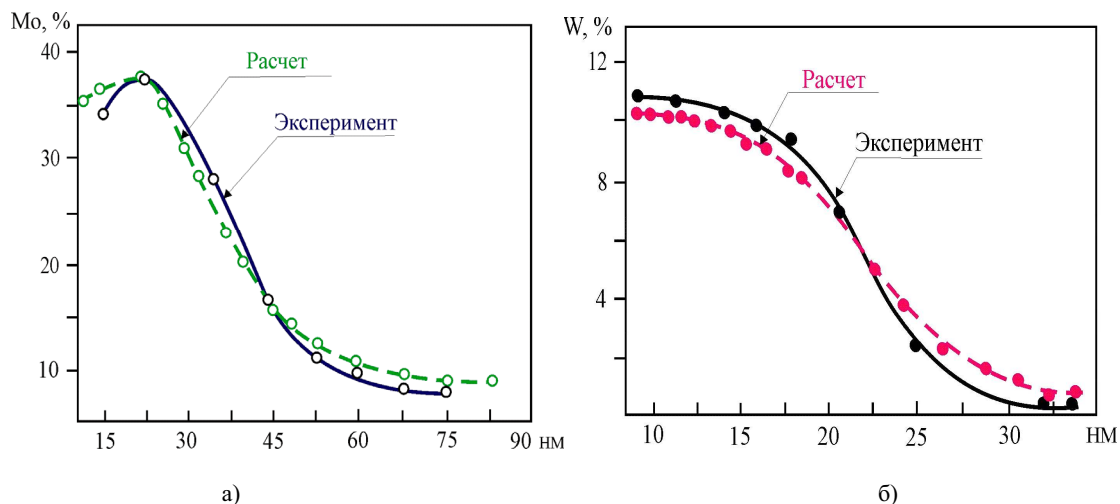 Mo, %
40
30
20
10
Расчет
Эксперимент
15 30 45 60 75 90 нм
а)
W, %
12
8
4
Расчет
Эксперимент
10 15 20 25 30 НМ
б)